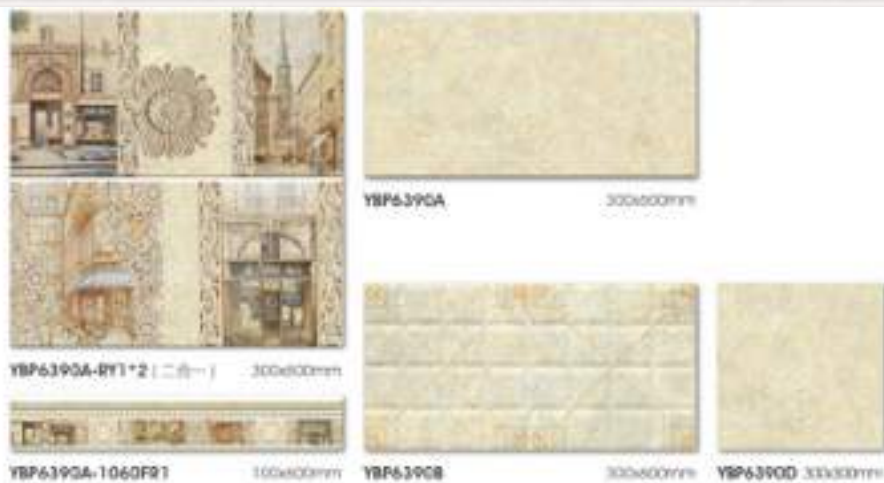 YBP6390A 300x600mm
YBP6390A-RY1*2 (二合一) 300x600mm
YBP6390A-1060FR1 100x600mm
YBP6390B 300x600mm
YBP6390D 300x300mm